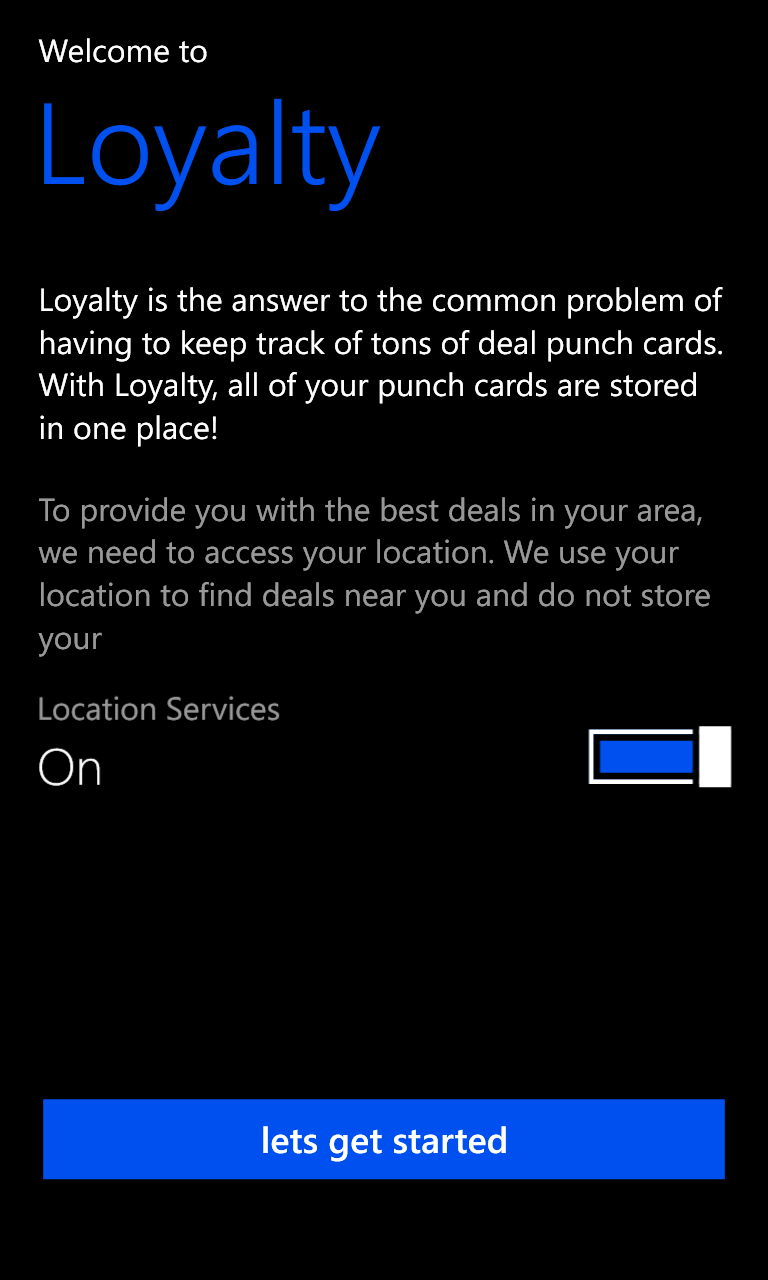 Welcome to
Loyalty
Loyalty is the answer to the common problem of
having to keep track of tons of deal punch cards.
With Loyalty, all of your punch cards are stored
in one place!
To provide you with the best deals in your area,
we need to access your location. We use your
location to find deals near you and do not store
your
Location Services
On
lets get started